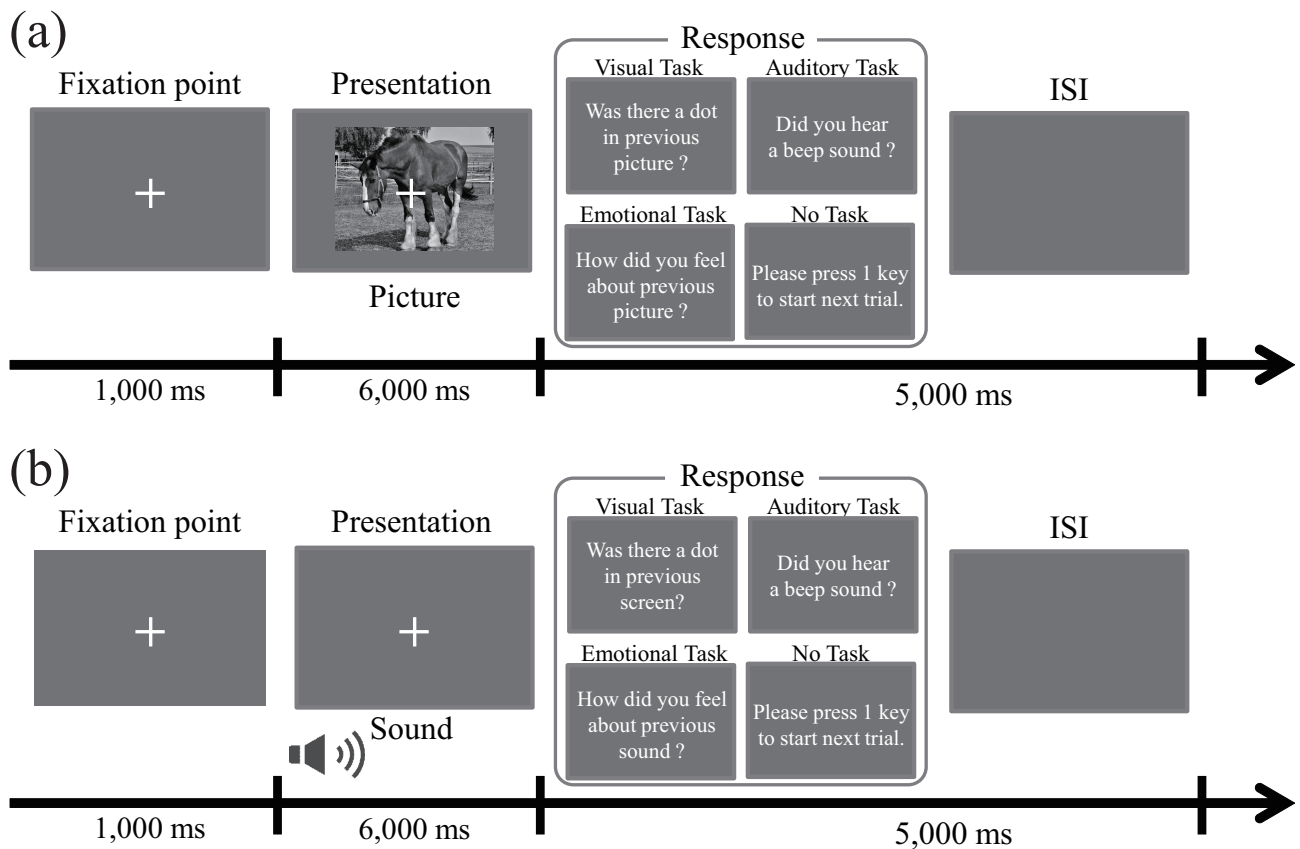 (a)
Response
Fixation point
Presentation
Visual Task
Auditory Task
ISI
Was there a dot
in previous
picture ?
Did you hear
a beep sound ?
Emotional Task
No Task
How did you feel
about previous
picture ?
Please press 1 key
to start next trial.
Picture
1,000 ms
6,000 ms
5,000 ms
(b)
Response
Fixation point
Presentation
Visual Task
Auditory Task
ISI
Was there a dot
in previous
screen?
Did you hear
a beep sound ?
Emotional Task
No Task
How did you feel
about previous
sound ?
Please press 1 key
to start next trial.
Sound
1,000 ms
6,000 ms
5,000 ms